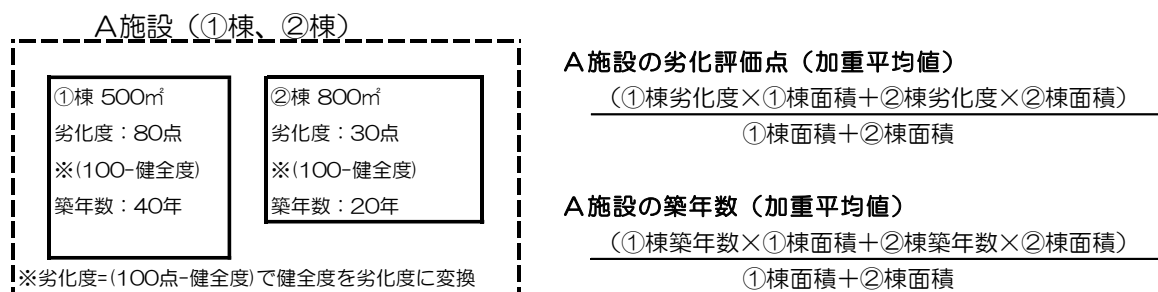 A施設（①棟、②棟）
①棟 500㎡
劣化度：80点
※(100-健全度)
築年数：40年
②棟 800㎡
劣化度：30点
※(100-健全度)
築年数：20年
※劣化度=(100点-健全度)で健全度を劣化度に変換
A施設の劣化評価点（加重平均値）
（①棟劣化度×①棟面積＋②棟劣化度×②棟面積）
①棟面積＋②棟面積
A施設の築年数（加重平均値）
（①棟築年数×①棟面積＋②棟築年数×②棟面積）
①棟面積＋②棟面積